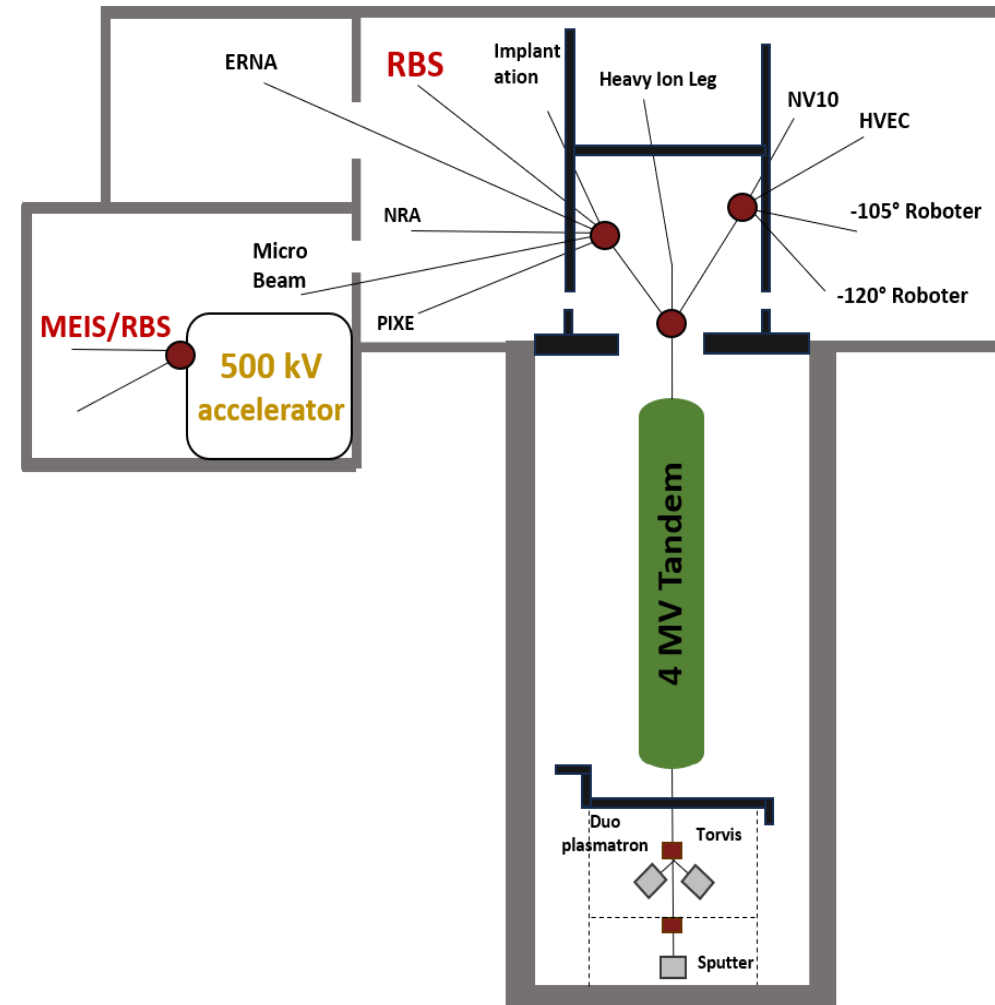 ERNA
RBS
Implant
ation
Heavy Ion Leg
NV10
HVEC
-105° Roboter
-120° Roboter
NRA
Micro
Beam
PIXE
MEIS/RBS
500 kV
accelerator
4 MV Tandem
Duo
plasmatron
Torvis
Sputter